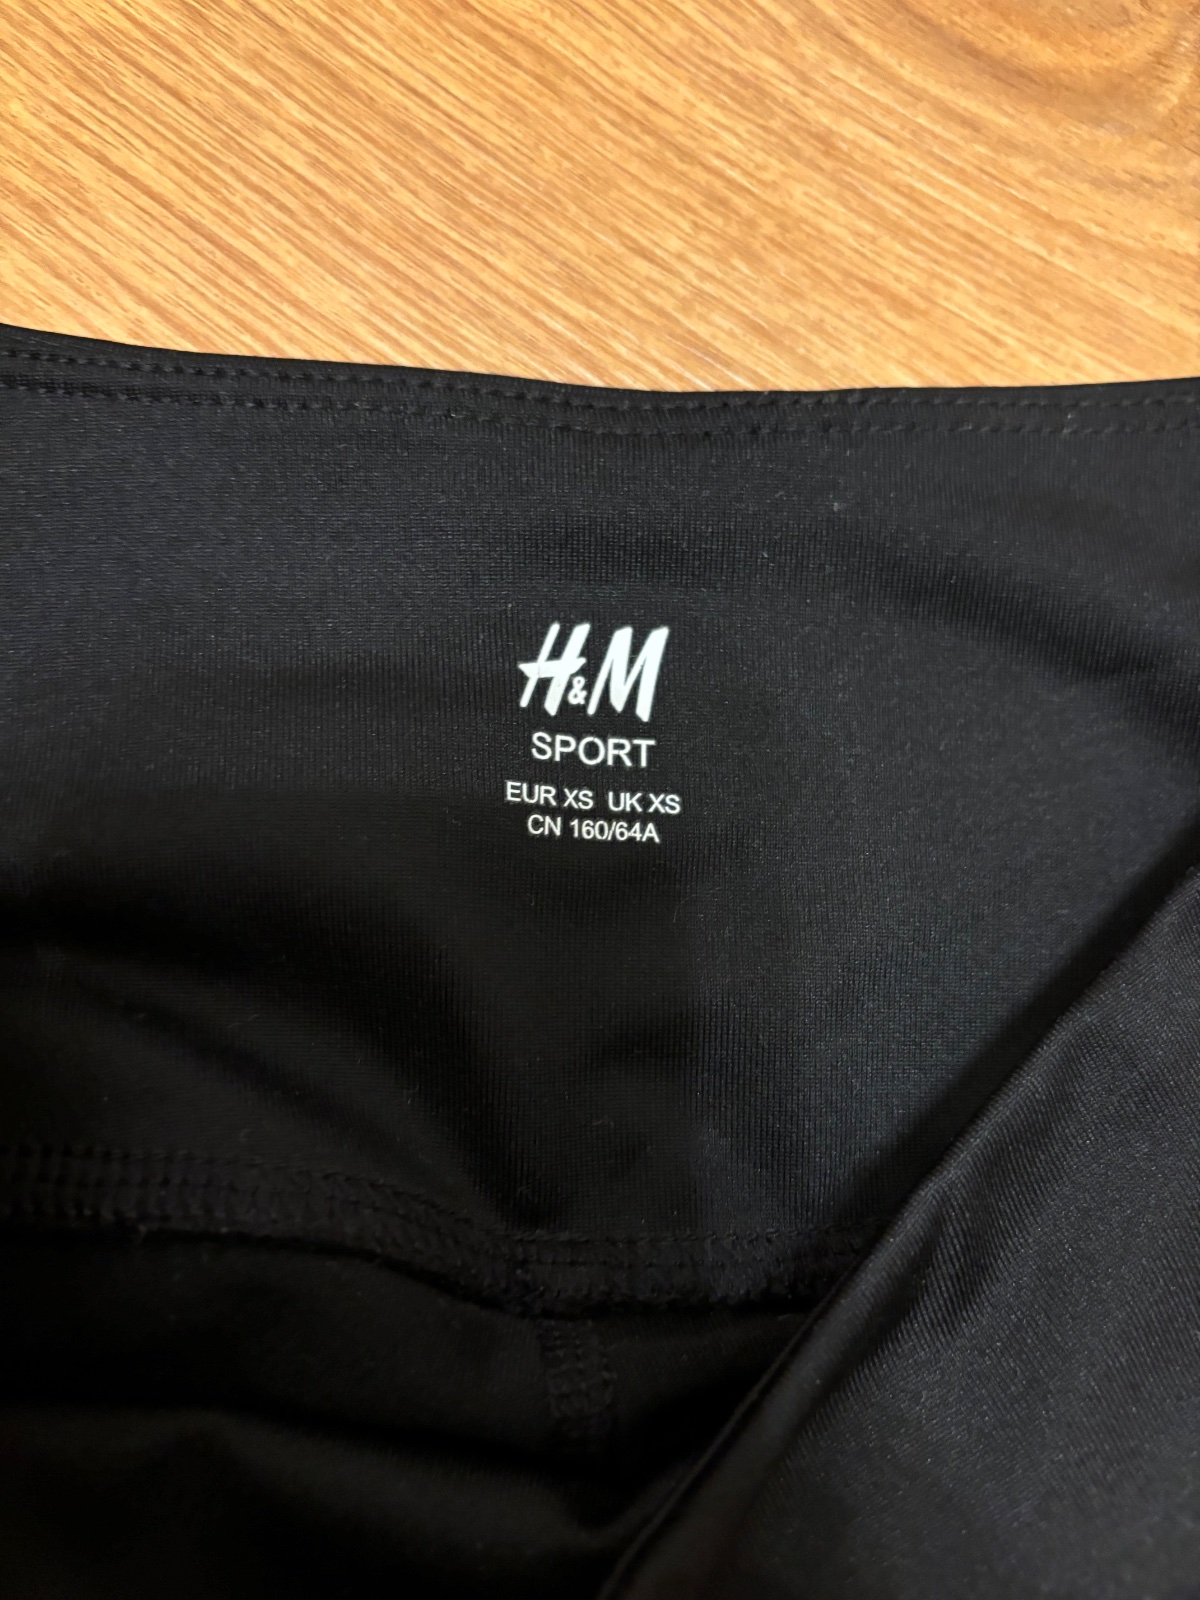 H&M
SPORT
EUR XS UK XS
CN 160/64A